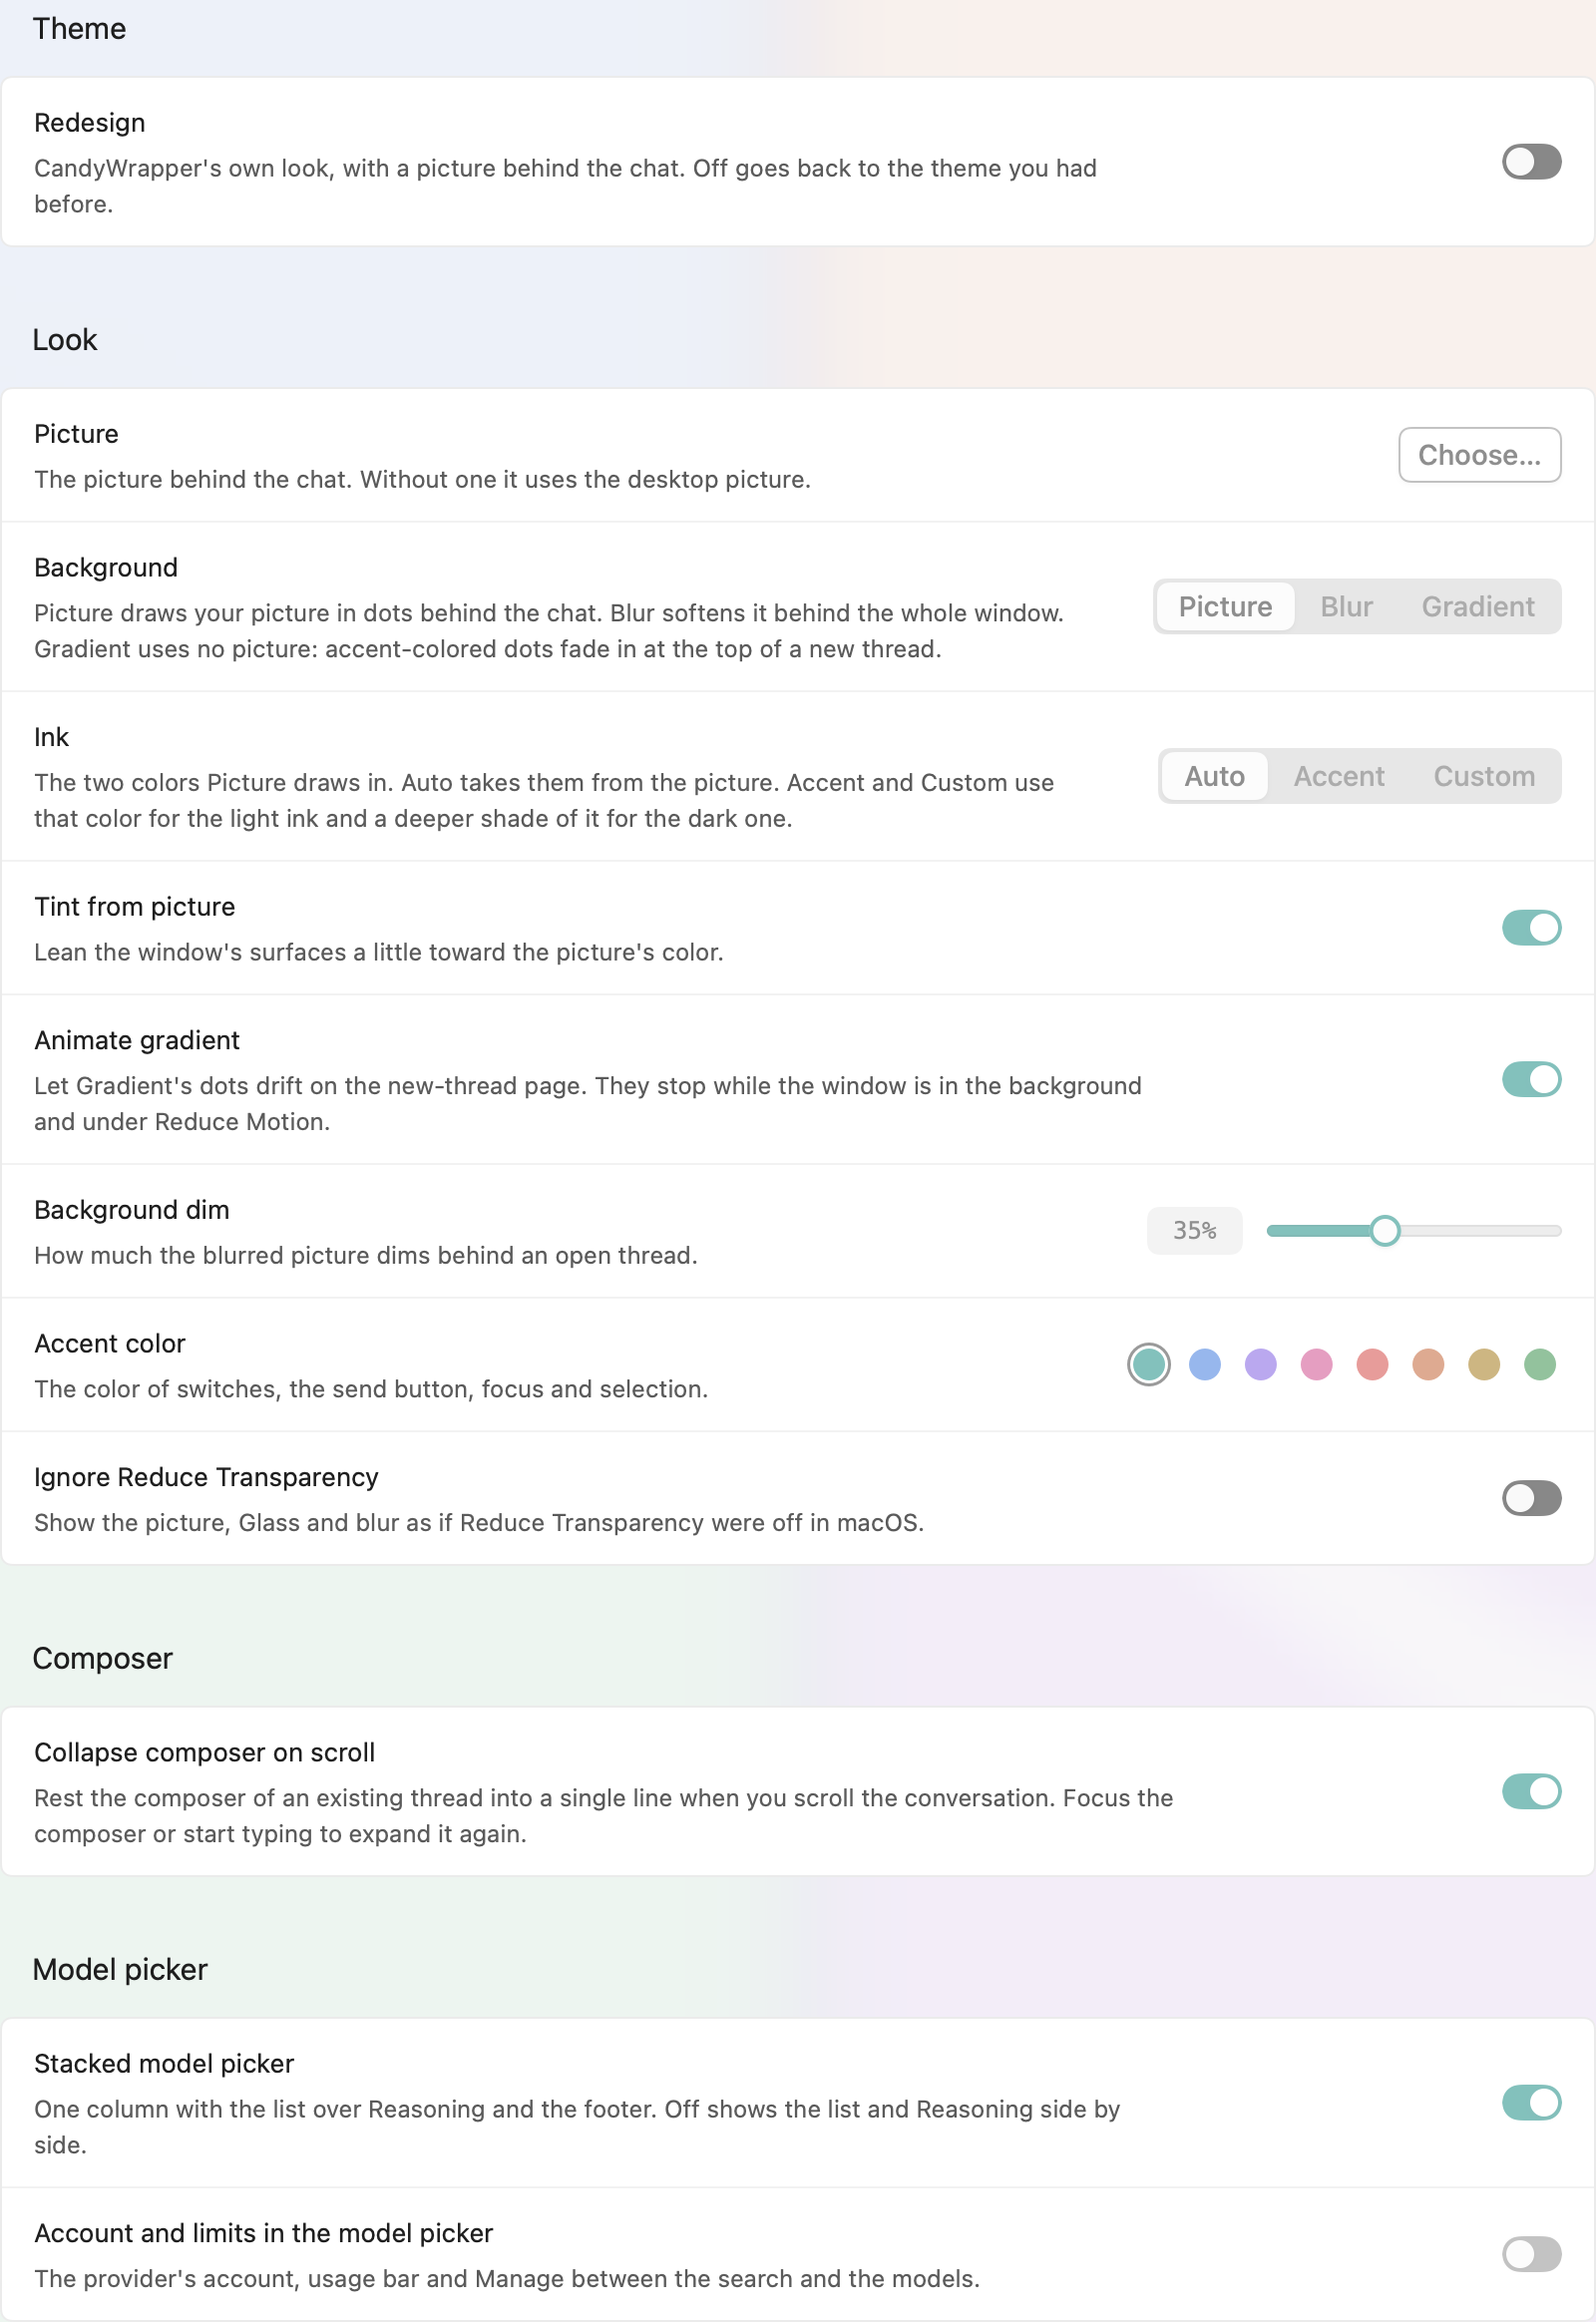 Theme
Redesign
CandyWrapper's own look, with a picture behind the chat. Off goes back to the theme you had
before.
Look
Picture
The picture behind the chat. Without one it uses the desktop picture.
Choose...
Background
Picture draws your picture in dots behind the chat. Blur softens it behind the whole window.
Gradient uses no picture: accent-colored dots fade in at the top of a new thread.
Picture Blur Gradient
Ink
The two colors Picture draws in. Auto takes them from the picture. Accent and Custom use
that color for the light ink and a deeper shade of it for the dark one.
Auto Accent Custom
Tint from picture
Lean the window's surfaces a little toward the picture's color.
Animate gradient
Let Gradient's dots drift on the new-thread page. They stop while the window is in the background
and under Reduce Motion.
Background dim
How much the blurred picture dims behind an open thread.
35%
Accent color
The color of switches, the send button, focus and selection.
Ignore Reduce Transparency
Show the picture, Glass and blur as if Reduce Transparency were off in macOS.
Composer
Collapse composer on scroll
Rest the composer of an existing thread into a single line when you scroll the conversation. Focus the
composer or start typing to expand it again.
Model picker
Stacked model picker
One column with the list over Reasoning and the footer. Off shows the list and Reasoning side by
side.
Account and limits in the model picker
The provider's account, usage bar and Manage between the search and the models.